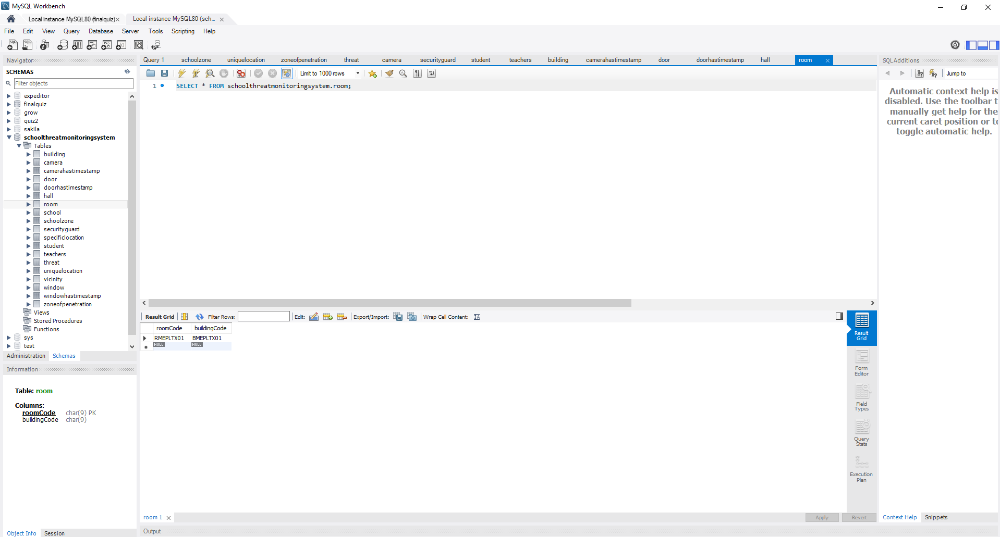 MySQL Workbench
Local instance MySQL80 (finalquiz)
Local instance MySQL80 (sch...
File Edit View Query Database Server Tools Scripting Help
Navigator
SCHEMAS
Filter objects
expeditor
finalquiz
grow
quiz2
sakila
schoolthreatmonitoringsystem
Tables
building
camera
camerahastimestamp
door
doorhastimestamp
hall
room
school
schoolzone
securityguard
specificlocation
student
teachers
threat
uniquelocation
vicinity
window
windowhastimestamp
zoneofpenetration
Views
Stored Procedures
Functions
sys
test
Administration Schemas
Information
Table: room
Columns:
roomCode char(9) PK
buildingCode char(9)
Object Info Session
Query 1 schoolzone uniquelocation zoneofpenetration threat camera securityguard student teachers building camerahastimestamp door doorhastimestamp hall room
Limit to 1000 rows
1 SELECT * FROM schoolthreatmonitoringsystem.room;
Result Grid Filter Rows: Edit: Export/Import: Wrap Cell Content:
roomCode buildingCode
RMEPLTX01 BMEPLTX01
NULL NULL
Result
Grid
Form
Editor
Field
Types
Query
Stats
Execution
Plan
room 1
Apply Revert
Output
SQLAdditions
Jump to
Automatic context help is
disabled. Use the toolbar t
manually get help for the
current caret position or to
toggle automatic help.
Context Help Snippets